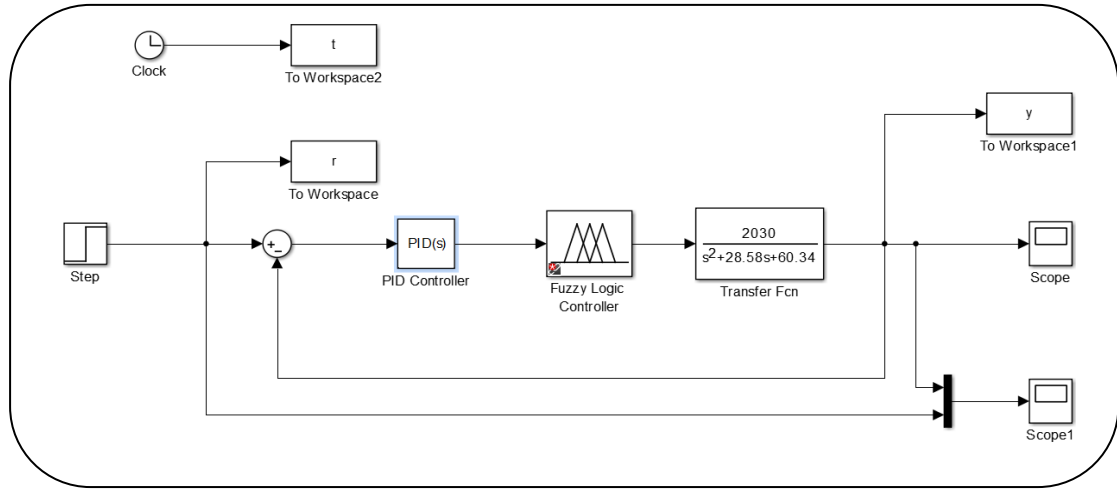 t
Clock
To Workspace2
y
To Workspace1
r
To Workspace
Step
+
−
PID(s)
PID Controller
Fuzzy Logic
Controller
2030
s²+28.58s+60.34
Transfer Fcn
Scope
Scope1